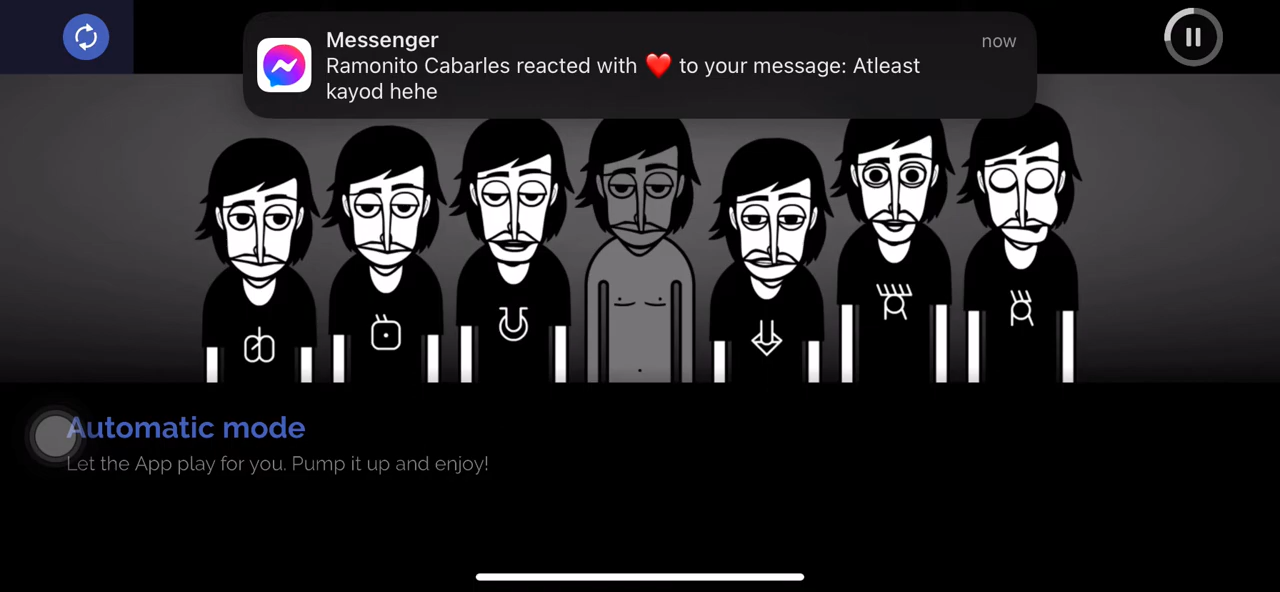 Messenger
now
Ramonito Cabarles reacted with ❤️ to your message: Atleast
kayod hehe
Automatic mode
Let the App play for you. Pump it up and enjoy!